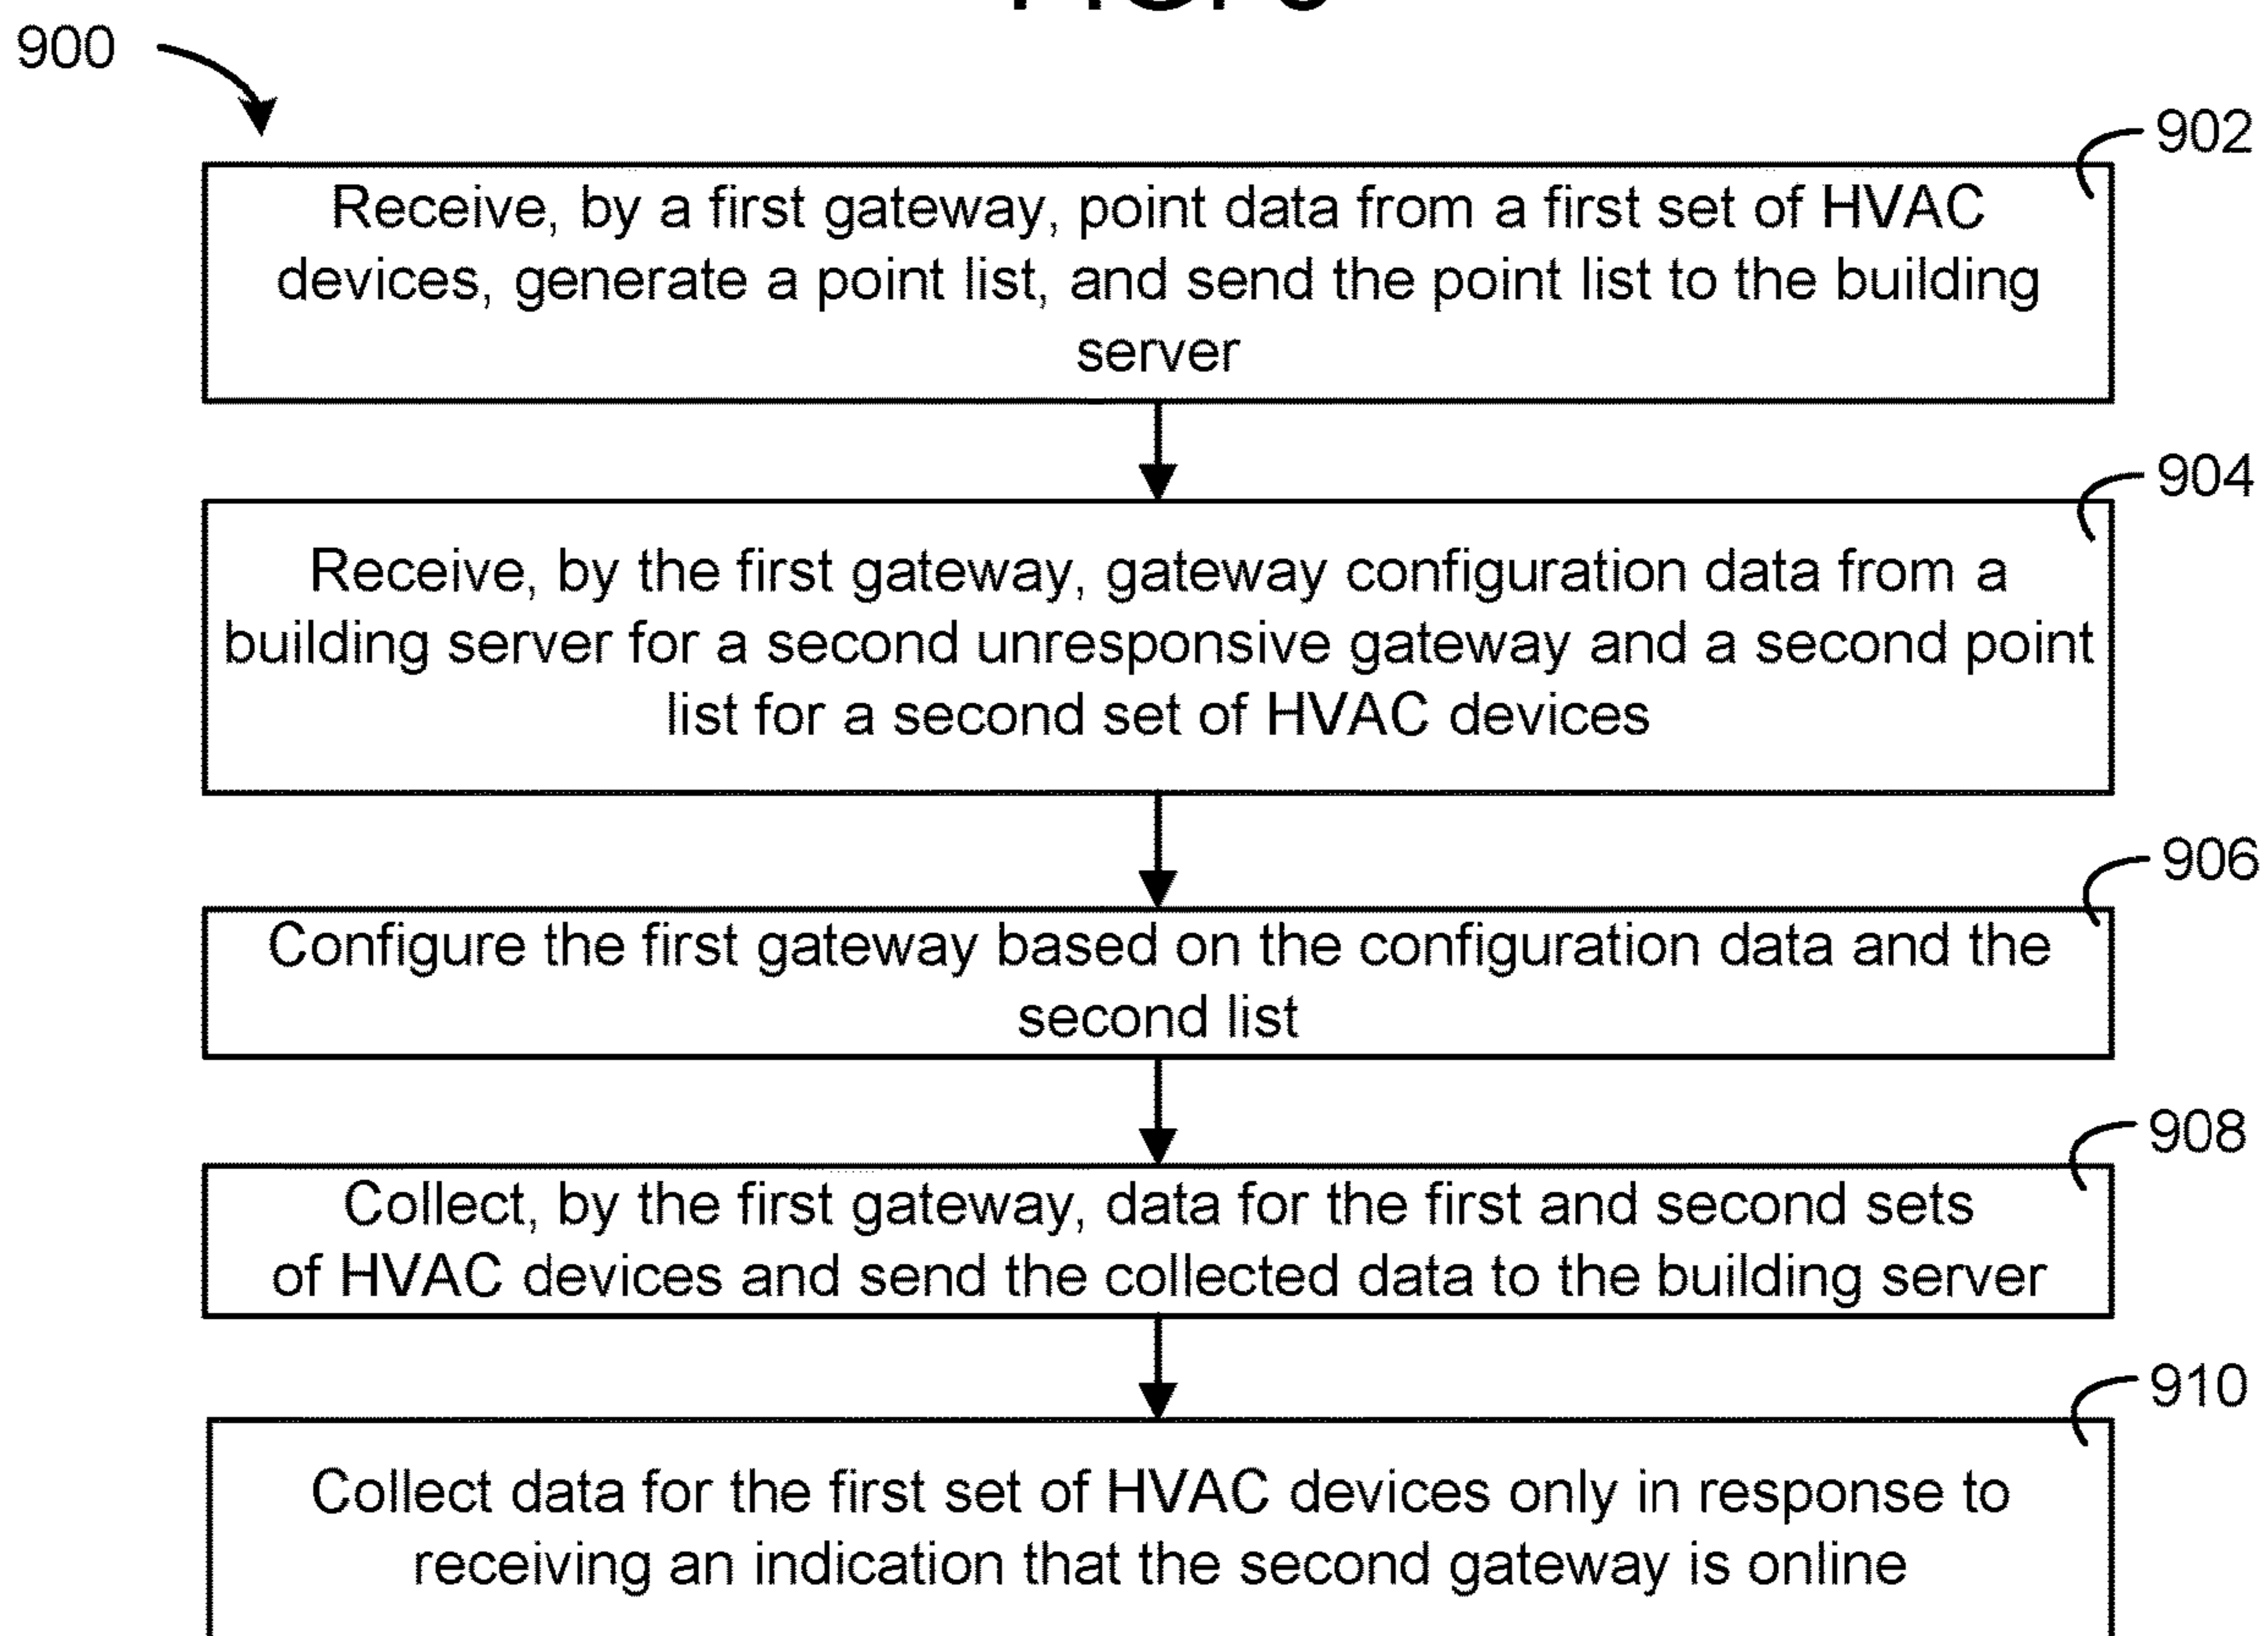 900
902
Receive, by a first gateway, point data from a first set of HVAC
devices, generate a point list, and send the point list to the building
server
904
Receive, by the first gateway, gateway configuration data from a
building server for a second unresponsive gateway and a second point
list for a second set of HVAC devices
906
Configure the first gateway based on the configuration data and the
second list
908
Collect, by the first gateway, data for the first and second sets
of HVAC devices and send the collected data to the building server
910
Collect data for the first set of HVAC devices only in response to
receiving an indication that the second gateway is online